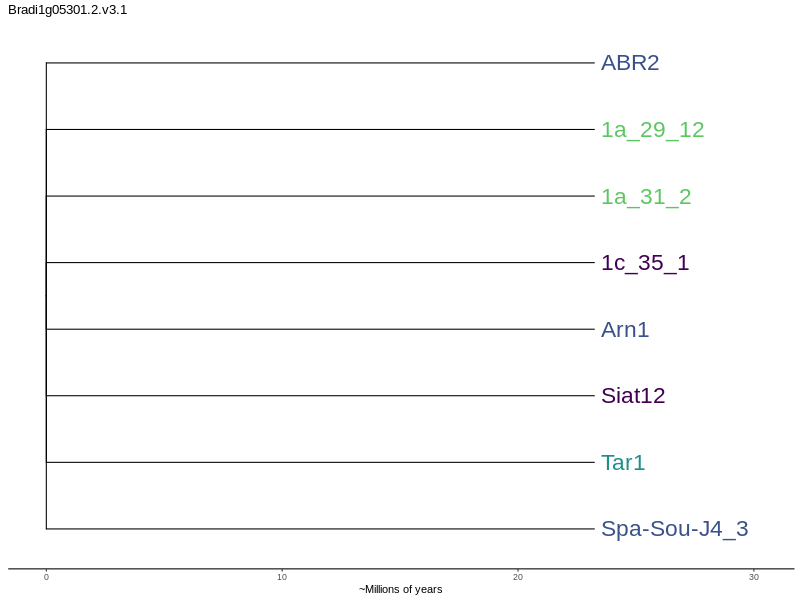 Bradi1g05301.2.v3.1
ABR2
1a_29_12
1a_31_2
1c_35_1
Arn1
Siat12
Tar1
Spa-Sou-J4_3
0 10 20 30
~Millions of years